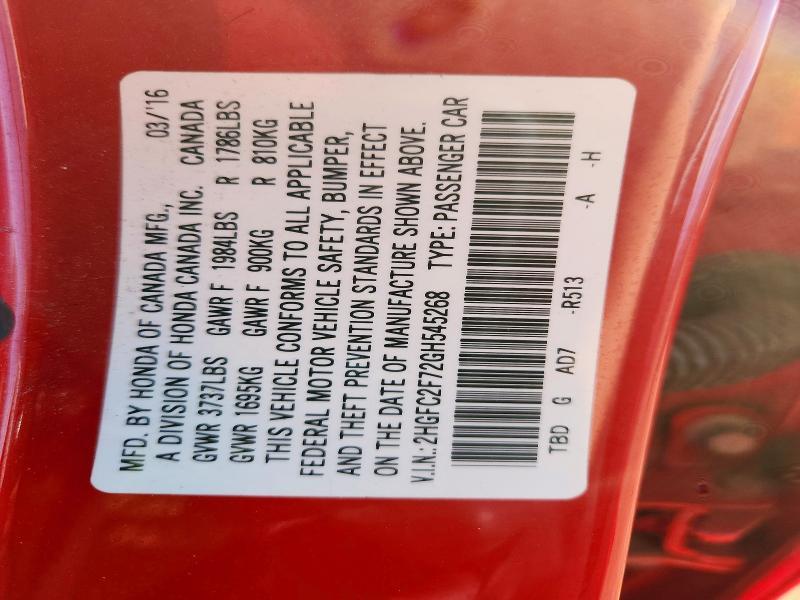 MFD. BY HONDA OF CANADA MFG., 03/'16
A DIVISION OF HONDA CANADA INC. CANADA
GVWR 3737LBS GAWR F 1984LBS R 1786LBS
GVWR 1695KG GAWR F 900KG R 810KG
THIS VEHICLE CONFORMS TO ALL APPLICABLE
FEDERAL MOTOR VEHICLE SAFETY, BUMPER,
AND THEFT PREVENTION STANDARDS IN EFFECT
ON THE DATE OF MANUFACTURE SHOWN ABOVE.
V.I.N.: 2HGFC2F72GH545268 TYPE: PASSENGER CAR
TBD G AD7 -R513 -A -H